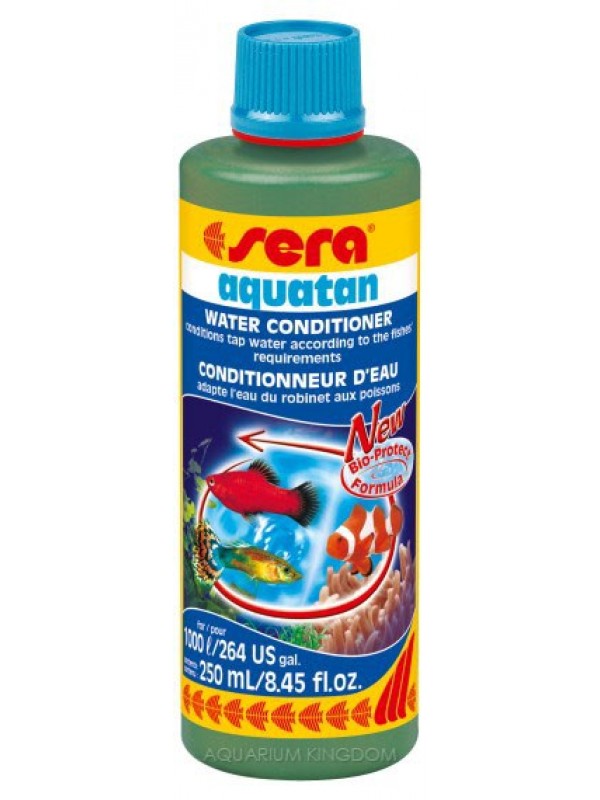 sera®
aquatan
WATER CONDITIONER
conditions tap water according to the fishes'
requirements
CONDITIONNEUR D'EAU
adapte l'eau du robinet aux poissons
New
Bio-Protect
Formula
For / pour
1000 ℓ/264 US gal.
250 mL/8.45 fl.oz.
AQUARIUM KINGDOM